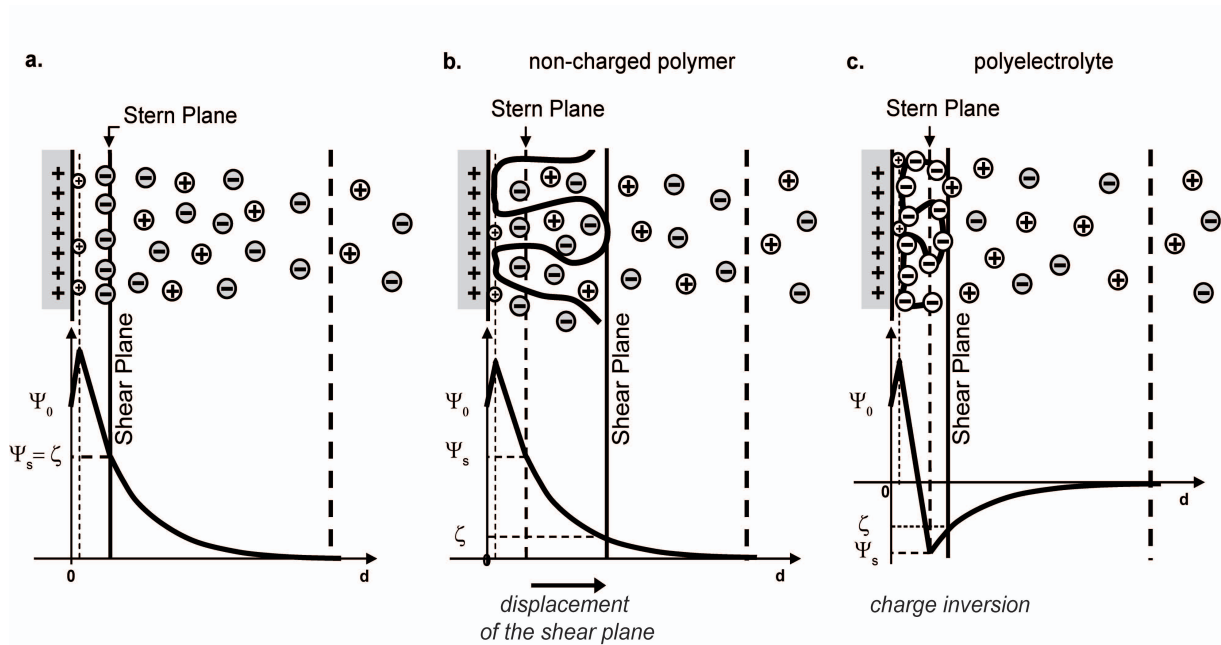 a.
Stern Plane
Shear Plane
Ψ₀
Ψₛ= ζ
0
d
b.
non-charged polymer
Stern Plane
Shear Plane
Ψ₀
Ψₛ
ζ
0
d
displacement
of the shear plane
c.
polyelectrolyte
Stern Plane
Shear Plane
Ψ₀
0
d
ζ
Ψₛ
charge inversion